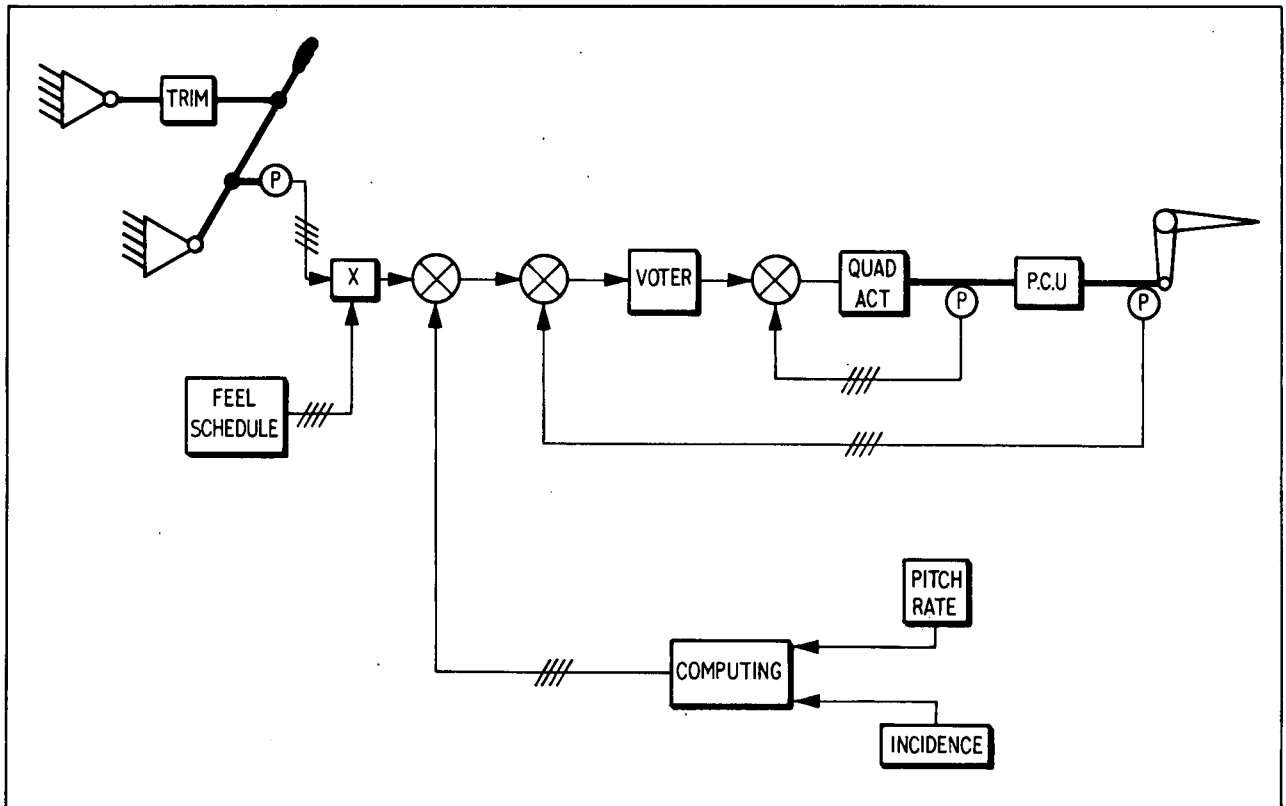 TRIM
P
X
VOTER
QUAD
ACT
P
P.C.U
P
FEEL
SCHEDULE
PITCH
RATE
COMPUTING
INCIDENCE